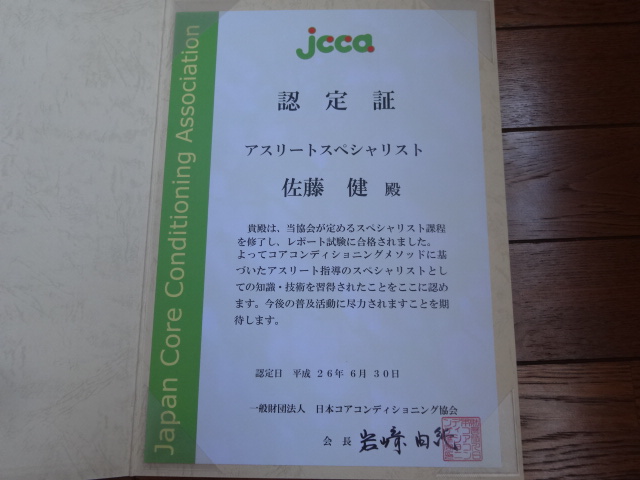 Japan Core Conditioning Association
jcca
認定証
アスリートスペシャリスト
佐藤 健 殿
貴殿は、当協会が定めるスペシャリスト課程
を修了し、レポート試験に合格されました。
よってコアコンディショニングメソッドに基
づいたアスリート指導のスペシャリストとし
ての知識・技術を習得されたことをここに認め
ます。今後の普及活動に尽力されますことを期
待します。
認定日 平成 26年 6月 30日
一般財団法人 日本コアコンディショニング協会
会長 岩﨑 由純